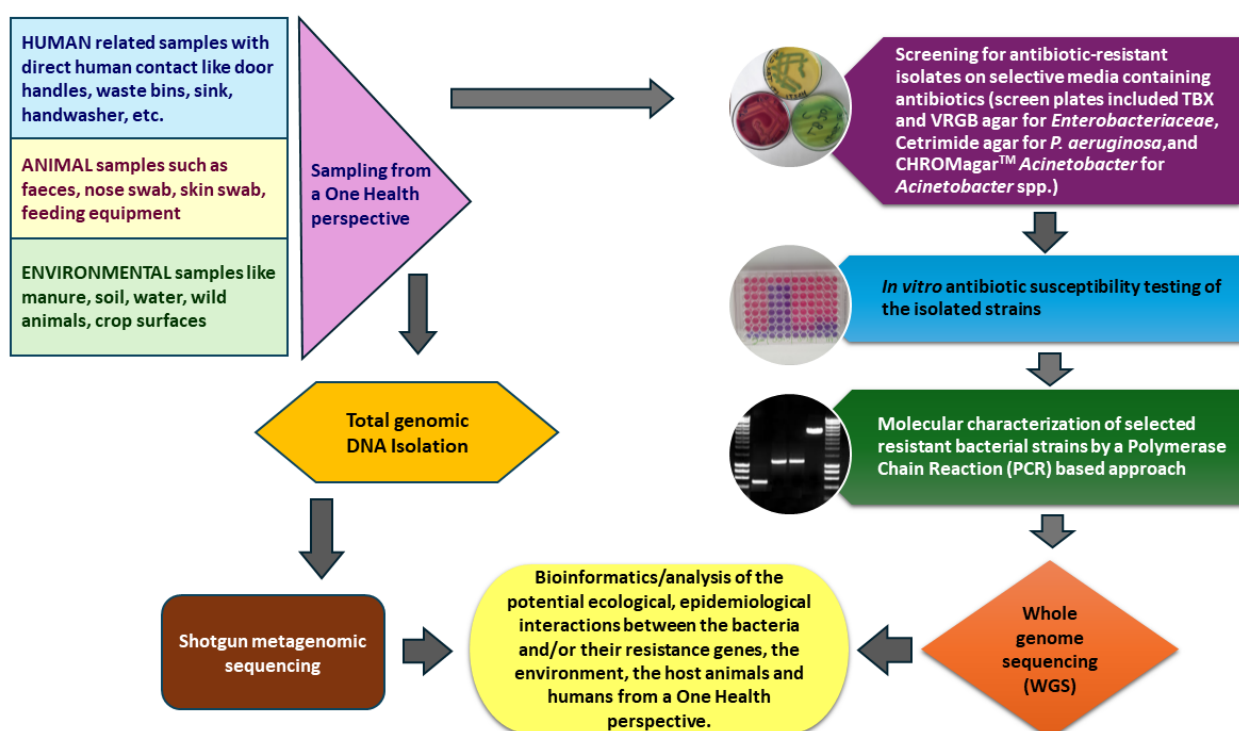 HUMAN related samples with
direct human contact like door
handles, waste bins, sink,
handwasher, etc.
ANIMAL samples such as
faeces, nose swab, skin swab,
feeding equipment
ENVIRONMENTAL samples like
manure, soil, water, wild
animals, crop surfaces
Sampling from
a One Health
perspective
Screening for antibiotic-resistant
isolates on selective media containing
antibiotics (screen plates included TBX
and VRGB agar for Enterobacteriaceae,
Cetrimide agar for P. aeruginosa,and
CHROMagar™ Acinetobacter for
Acinetobacter spp.)
In vitro antibiotic susceptibility testing of
the isolated strains
Molecular characterization of selected
resistant bacterial strains by a Polymerase
Chain Reaction (PCR) based approach
Total genomic
DNA Isolation
Shotgun metagenomic
sequencing
Bioinformatics/analysis of the
potential ecological, epidemiological
interactions between the bacteria
and/or their resistance genes, the
environment, the host animals and
humans from a One Health
perspective.
Whole
genome
sequencing
(WGS)